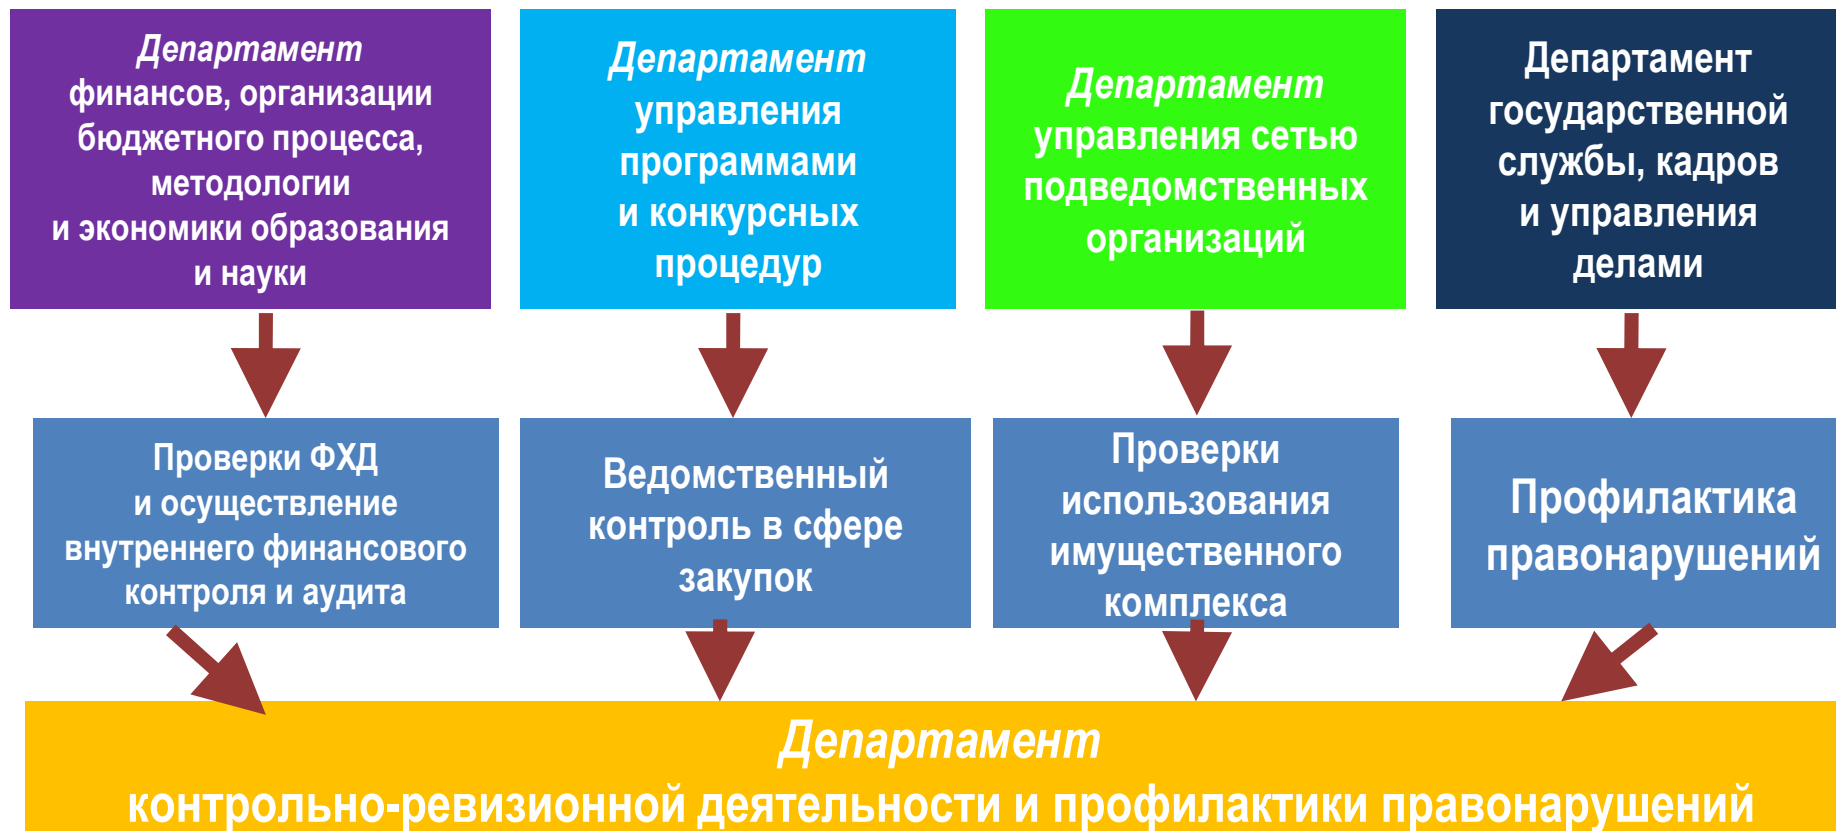 Департамент
финансов, организации
бюджетного процесса,
методологии
и экономики образования
и науки
Департамент
управления
программами
и конкурсных
процедур
Департамент
управления сетью
подведомственных
организаций
Департамент
государственной
службы, кадров
и управления
делами
Проверки ФХД
и осуществление
внутреннего финансового
контроля и аудита
Ведомственный
контроль в сфере
закупок
Проверки
использования
имущественного
комплекса
Профилактика
правонарушений
Департамент
контрольно-ревизионной деятельности и профилактики правонарушений